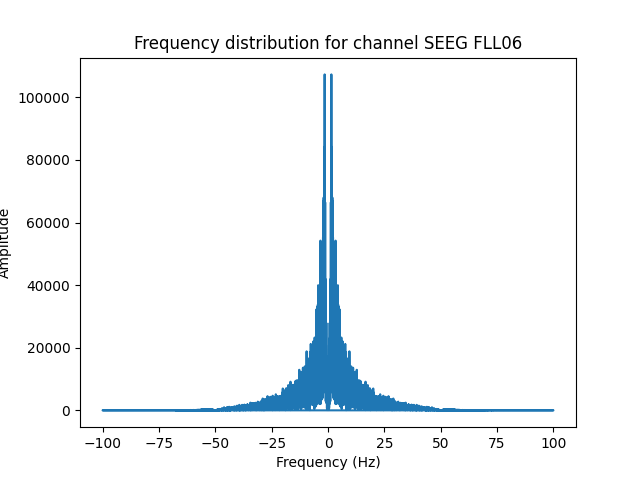 Frequency distribution for channel SEEG FLL06
100000
80000
60000
40000
20000
0
Amplitude
−100 −75 −50 −25 0 25 50 75 100
Frequency (Hz)